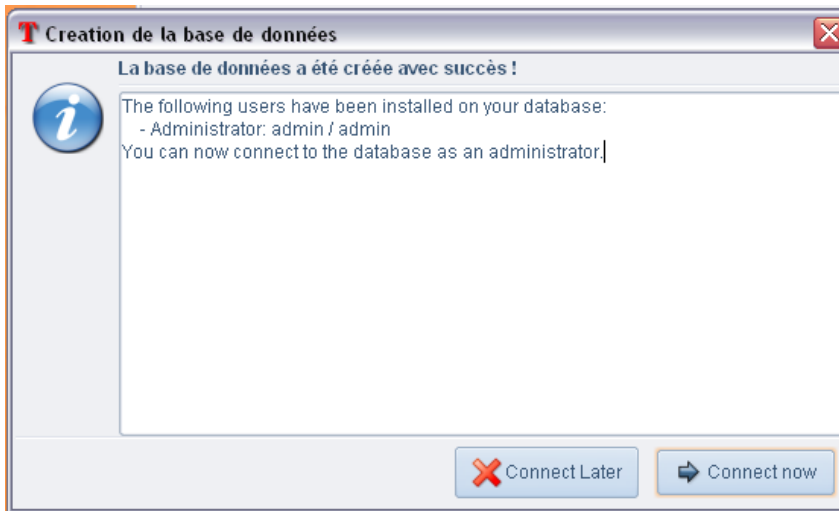 T Creation de la base de données
La base de données a été créée avec succès !
The following users have been installed on your database:
- Administrator: admin / admin
You can now connect to the database as an administrator.
Connect Later
Connect now